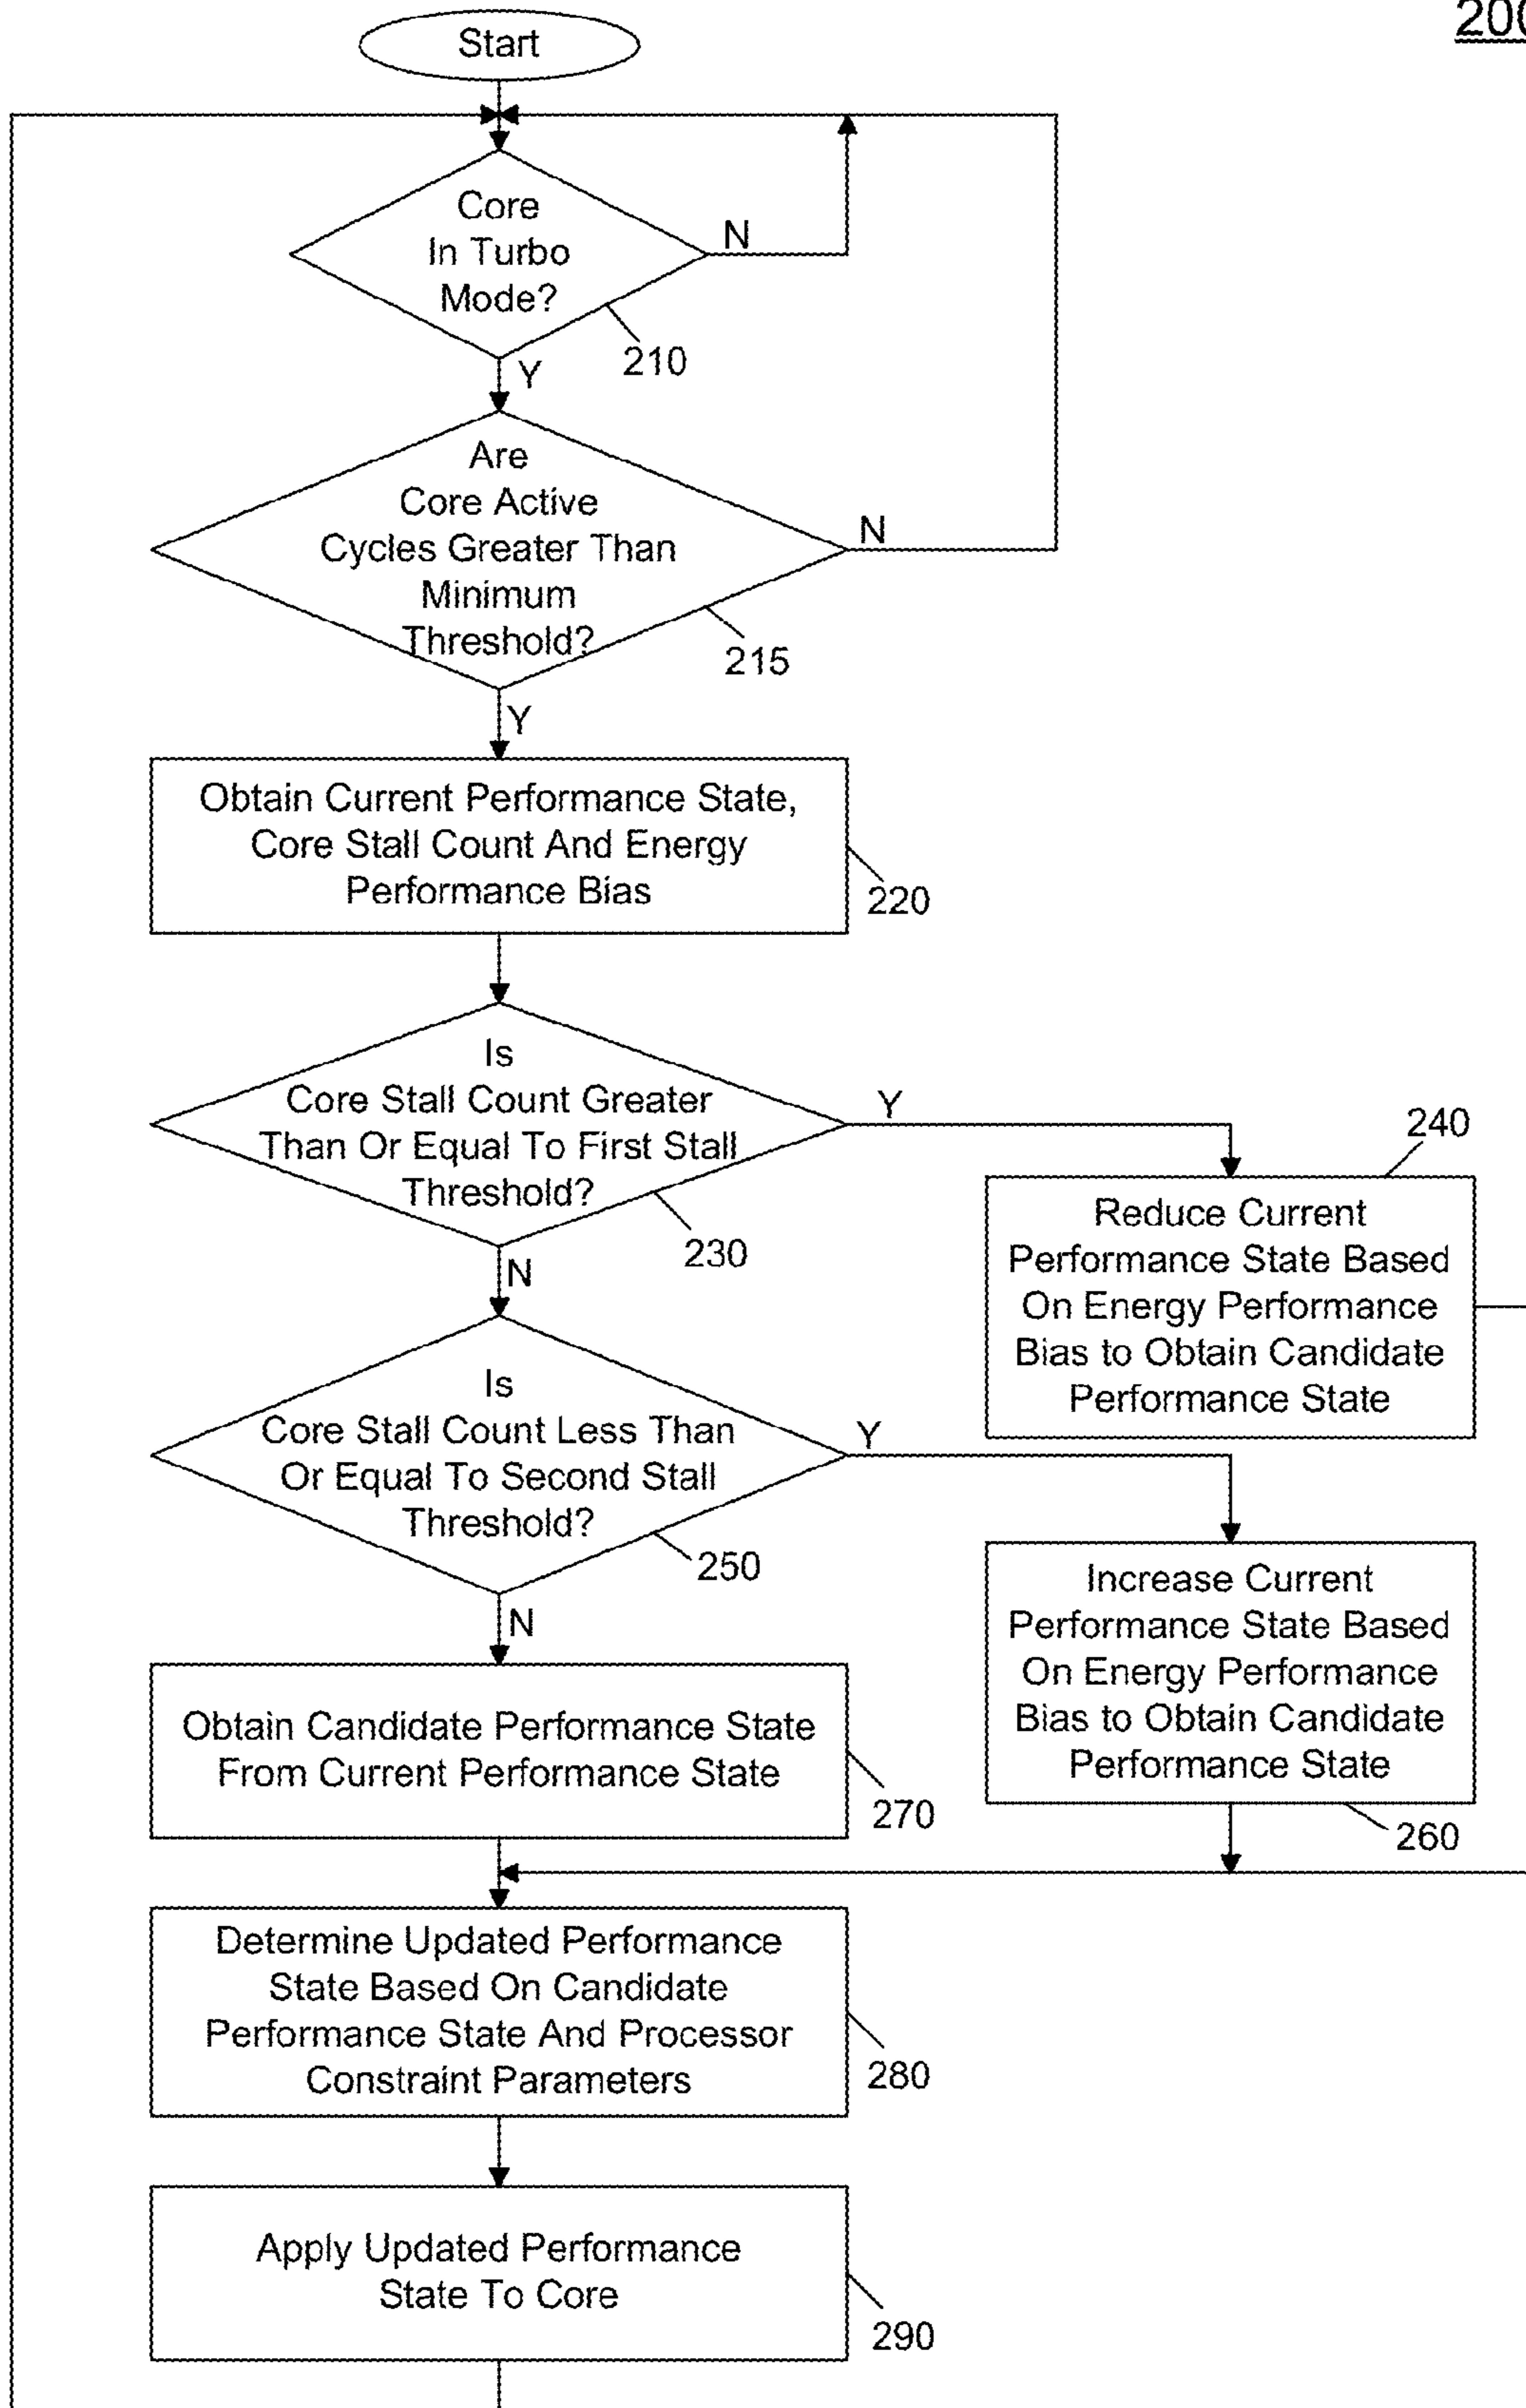 200
Start
Core
In Turbo
Mode?
N
210
Y
Are
Core Active
Cycles Greater Than
Minimum
Threshold?
N
215
Y
Obtain Current Performance State,
Core Stall Count And Energy
Performance Bias
220
Is
Core Stall Count Greater
Than Or Equal To First Stall
Threshold?
Y
230
N
240
Reduce Current
Performance State Based
On Energy Performance
Bias to Obtain Candidate
Performance State
Is
Core Stall Count Less Than
Or Equal To Second Stall
Threshold?
Y
250
N
Increase Current
Performance State Based
On Energy Performance
Bias to Obtain Candidate
Performance State
260
Obtain Candidate Performance State
From Current Performance State
270
Determine Updated Performance
State Based On Candidate
Performance State And Processor
Constraint Parameters
280
Apply Updated Performance
State To Core
290